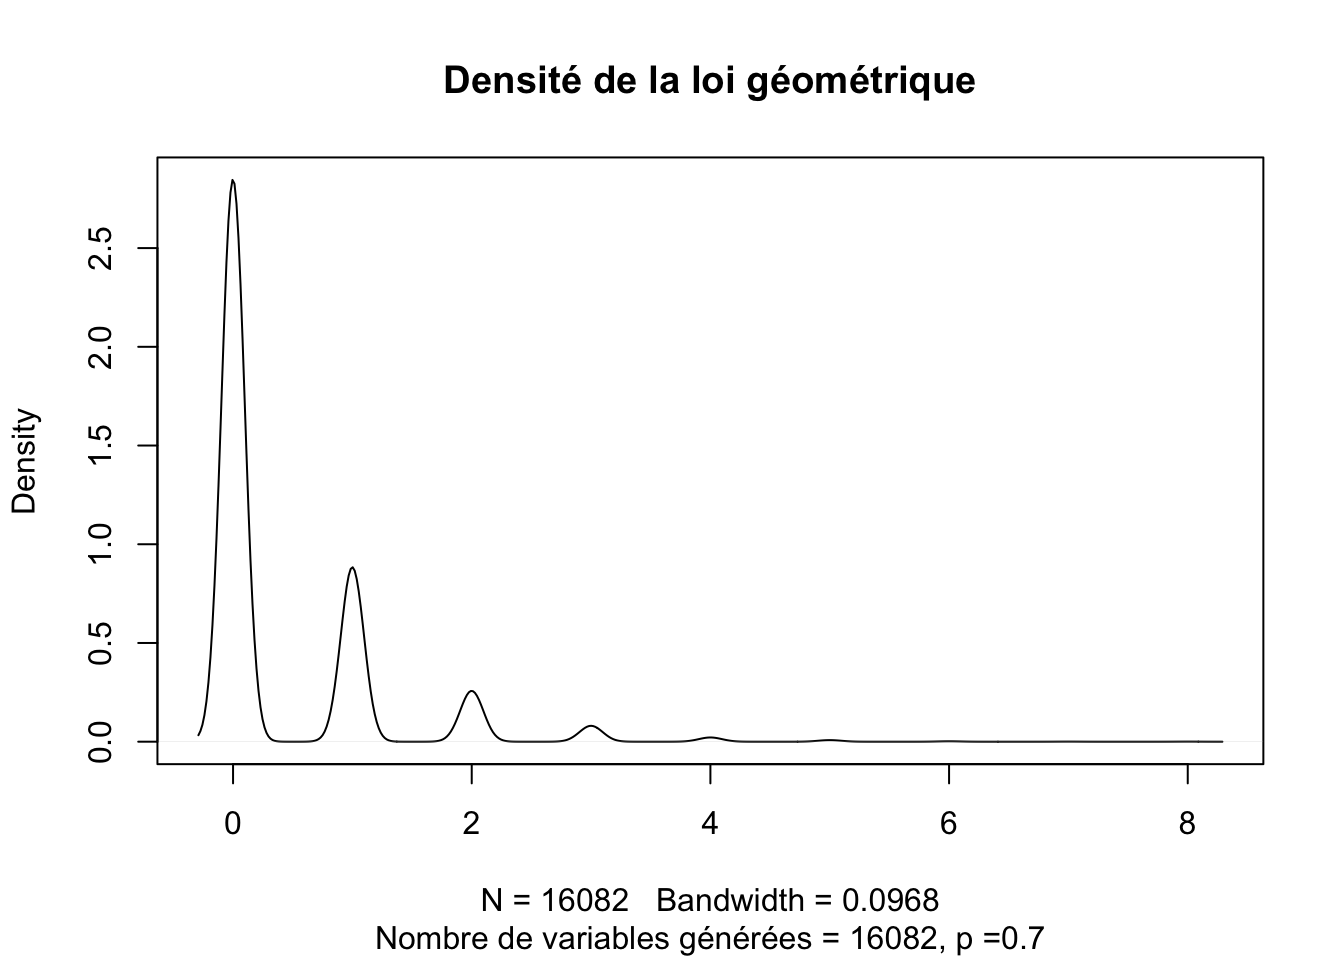 Densité de la loi géométrique
Density
2.5
2.0
1.5
1.0
0.5
0.0
0 2 4 6 8
N = 16082   Bandwidth = 0.0968
Nombre de variables générées = 16082, p =0.7